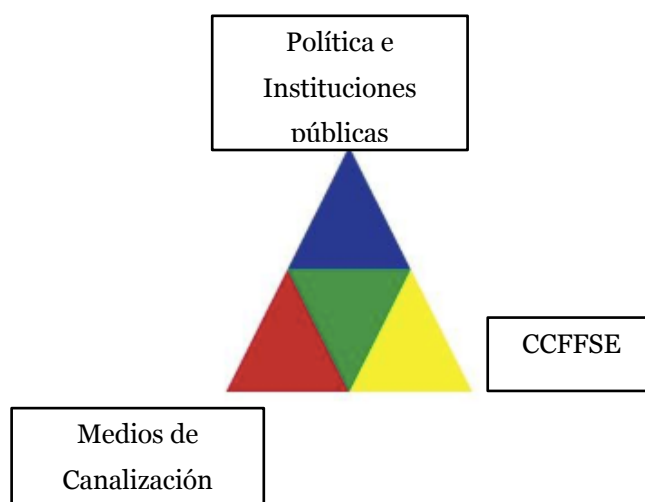 Política e
Instituciones
públicas
CCFFSE
Medios de
Canalización